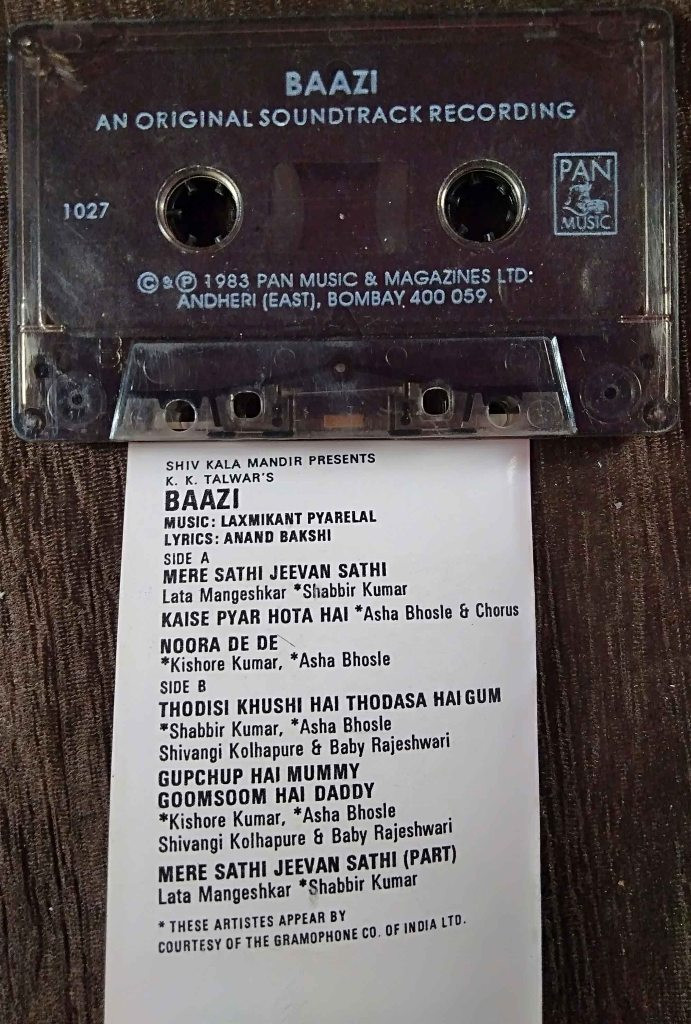 BAAZI
AN ORIGINAL SOUNDTRACK RECORDING
1027
PAN
MUSIC
© & ℗ 1983 PAN MUSIC & MAGAZINES LTD:
ANDHERI (EAST), BOMBAY 400 059.
SHIV KALA MANDIR PRESENTS
K. K. TALWAR'S
BAAZI
MUSIC: LAXMIKANT PYARELAL
LYRICS: ANAND BAKSHI
SIDE A
MERE SATHI JEEVAN SATHI
Lata Mangeshkar *Shabbir Kumar
KAISE PYAR HOTA HAI *Asha Bhosle & Chorus
NOORA DE DE
*Kishore Kumar, *Asha Bhosle
SIDE B
THODISI KHUSHI HAI THODASA HAI GUM
*Shabbir Kumar, *Asha Bhosle
Shivangi Kolhapure & Baby Rajeshwari
GUPCHUP HAI MUMMY
GOOMSOOM HAI DADDY
*Kishore Kumar, *Asha Bhosle
Shivangi Kolhapure & Baby Rajeshwari
MERE SATHI JEEVAN SATHI (PART)
Lata Mangeshkar *Shabbir Kumar
* THESE ARTISTES APPEAR BY
COURTESY OF THE GRAMOPHONE CO. OF INDIA LTD.